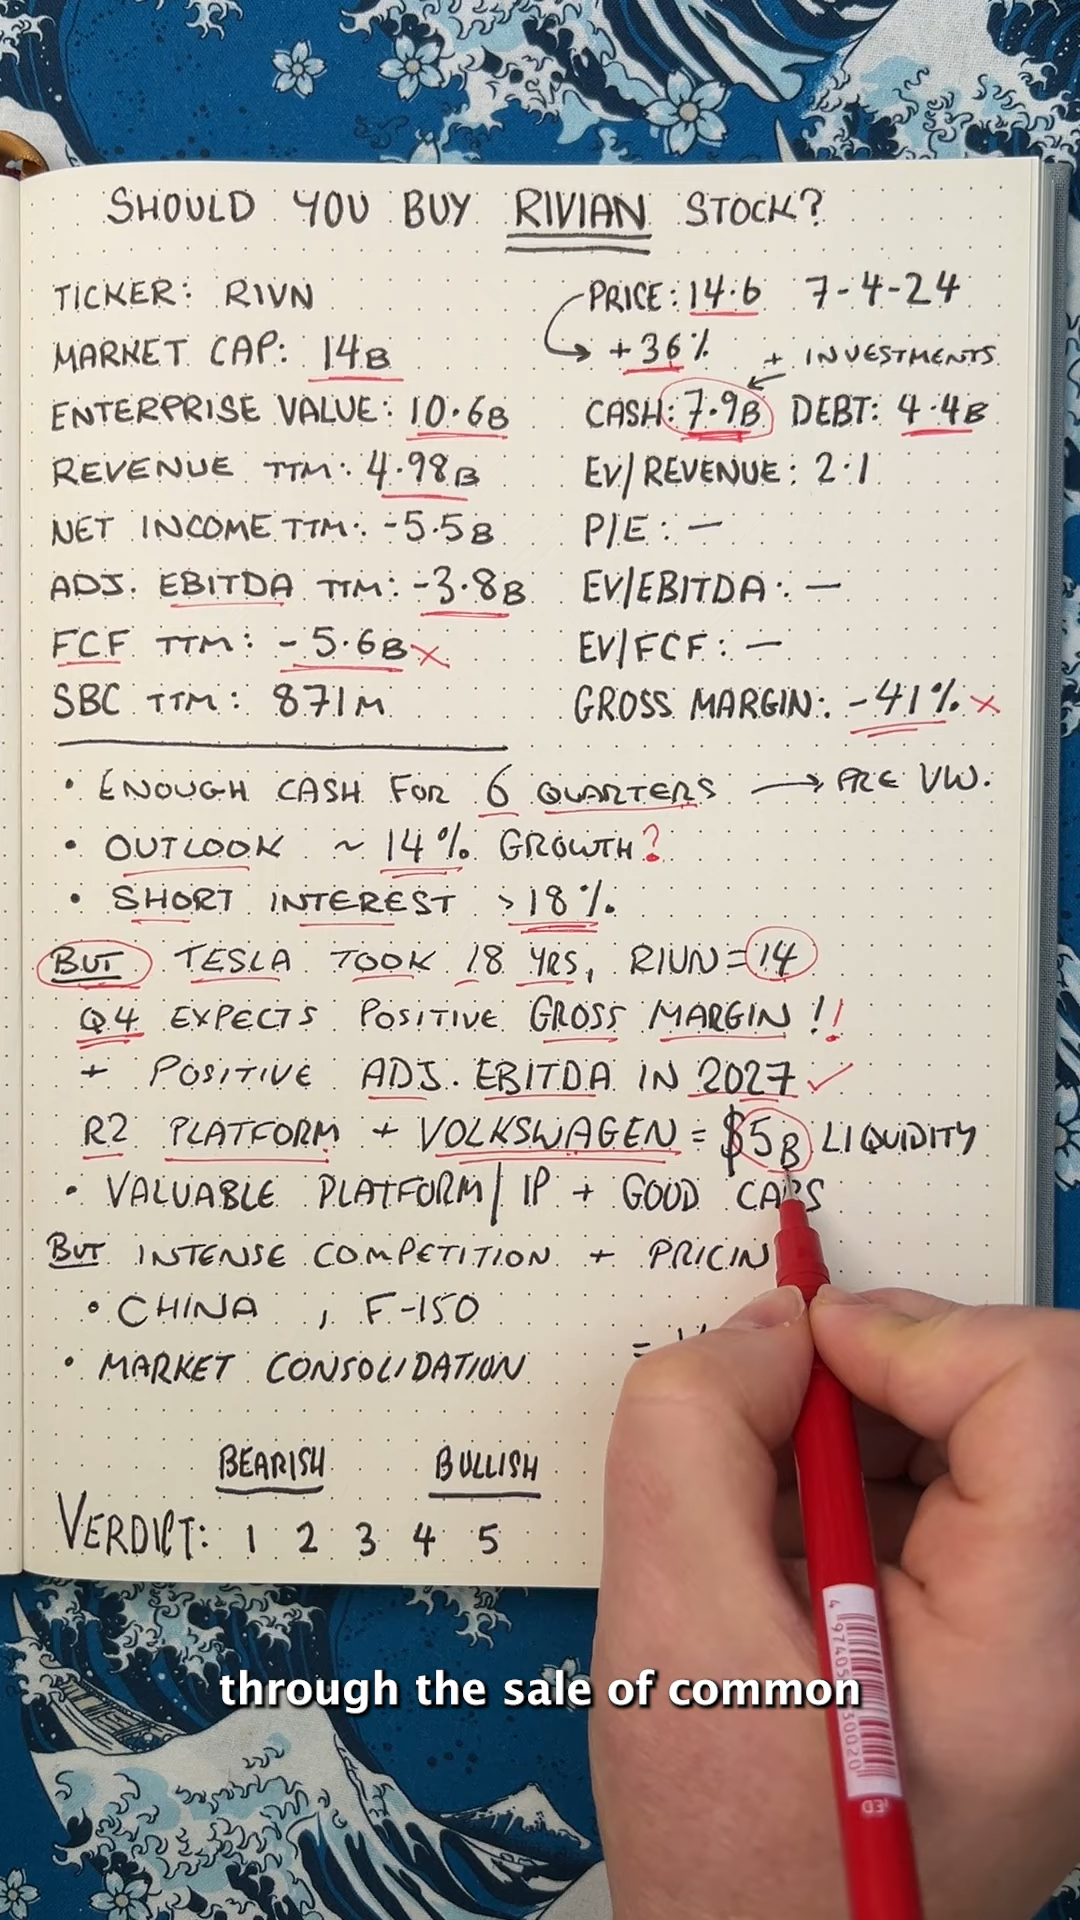 SHOULD YOU BUY RIVIAN STOCK?
TICKER: RIVN
PRICE: 14.6 7-4-24
MARKET CAP: 14B
→ +36% + INVESTMENTS
ENTERPRISE VALUE: 10.6B
CASH: 7.9B DEBT: 4.4B
REVENUE TTM: 4.98B
EV/REVENUE: 2.1
NET INCOME TTM: -5.5B
P/E: —
ADJ. EBITDA TTM: -3.8B
EV/EBITDA: —
FCF TTM: -5.6B X
EV/FCF: —
SBC TTM: 871M
GROSS MARGIN: -41% X
• ENOUGH CASH FOR 6 QUARTERS → PRE VW.
• OUTLOOK ~ 14% GROWTH?
• SHORT INTEREST > 18%
BUT TESLA TOOK 18 YRS, RIVN = 14
Q4 EXPECTS POSITIVE GROSS MARGIN !!
+ POSITIVE ADJ. EBITDA IN 2027 ✓
R2 PLATFORM + VOLKSWAGEN = $5B LIQUIDITY
• VALUABLE PLATFORM/IP + GOOD CARS
BUT INTENSE COMPETITION + PRICIN
• CHINA, F-150
• MARKET CONSOLIDATION =
BEARISH BULLISH
VERDICT: 1 2 3 4 5
through the sale of common